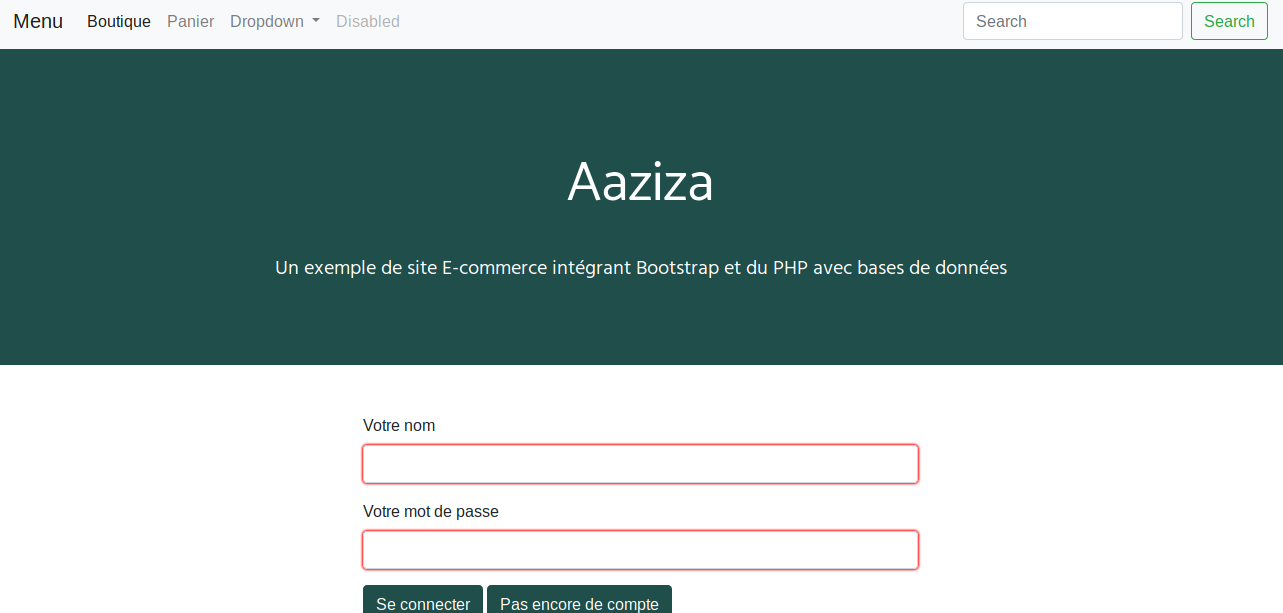 Menu Boutique Panier Dropdown Disabled Search Search
Aaziza
Un exemple de site E-commerce intégrant Bootstrap et du PHP avec bases de données
Votre nom
Votre mot de passe
Se connecter Pas encore de compte